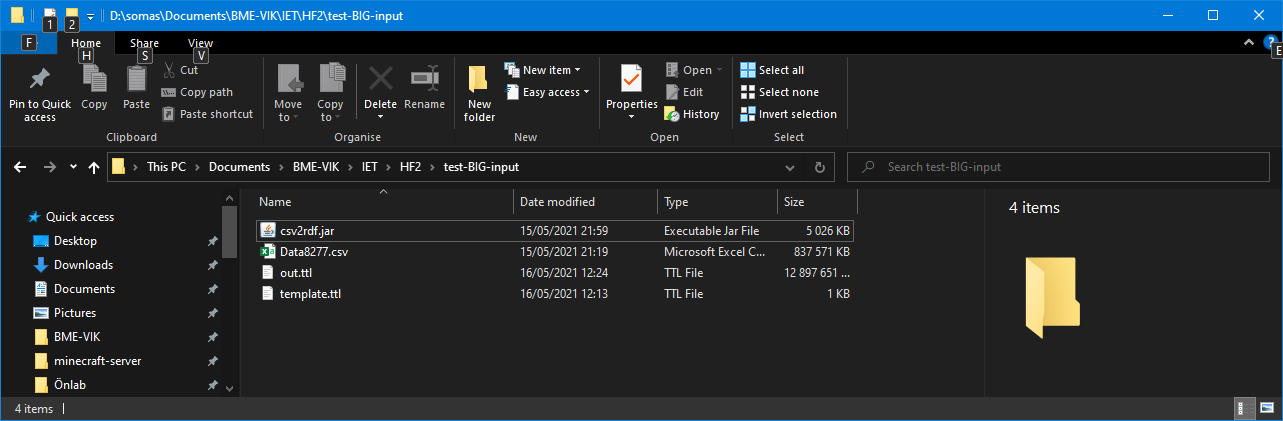 D:\somas\Documents\BME-VIK\IET\HF2\test-BIG-input
1 2
F Home Share View
H S V E
Pin to Quick access
Copy
Paste
Cut
Copy path
Paste shortcut
Clipboard
Move to
Copy to
Delete
Rename
Organise
New folder
New item
Easy access
New
Properties
Open
Edit
History
Open
Select all
Select none
Invert selection
Select
This PC > Documents > BME-VIK > IET > HF2 > test-BIG-input
Search test-BIG-input
Quick access
Desktop
Downloads
Documents
Pictures
BME-VIK
minecraft-server
Önlab
Name Date modified Type Size
csv2rdf.jar 15/05/2021 21:59 Executable Jar File 5 026 KB
Data8277.csv 15/05/2021 21:19 Microsoft Excel C... 837 571 KB
out.ttl 16/05/2021 12:24 TTL File 12 897 651 ...
template.ttl 16/05/2021 12:13 TTL File 1 KB
4 items
4 items